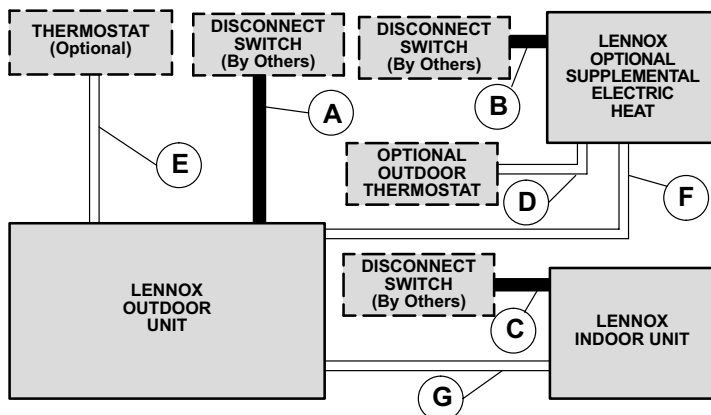 THERMOSTAT
(Optional)
DISCONNECT
SWITCH
(By Others)
DISCONNECT
SWITCH
(By Others)
LENNOX
OPTIONAL
SUPPLEMENTAL
ELECTRIC
HEAT
B
A
E
OPTIONAL
OUTDOOR
THERMOSTAT
D
F
LENNOX
OUTDOOR
UNIT
DISCONNECT
SWITCH
(By Others)
C
LENNOX
INDOOR UNIT
G